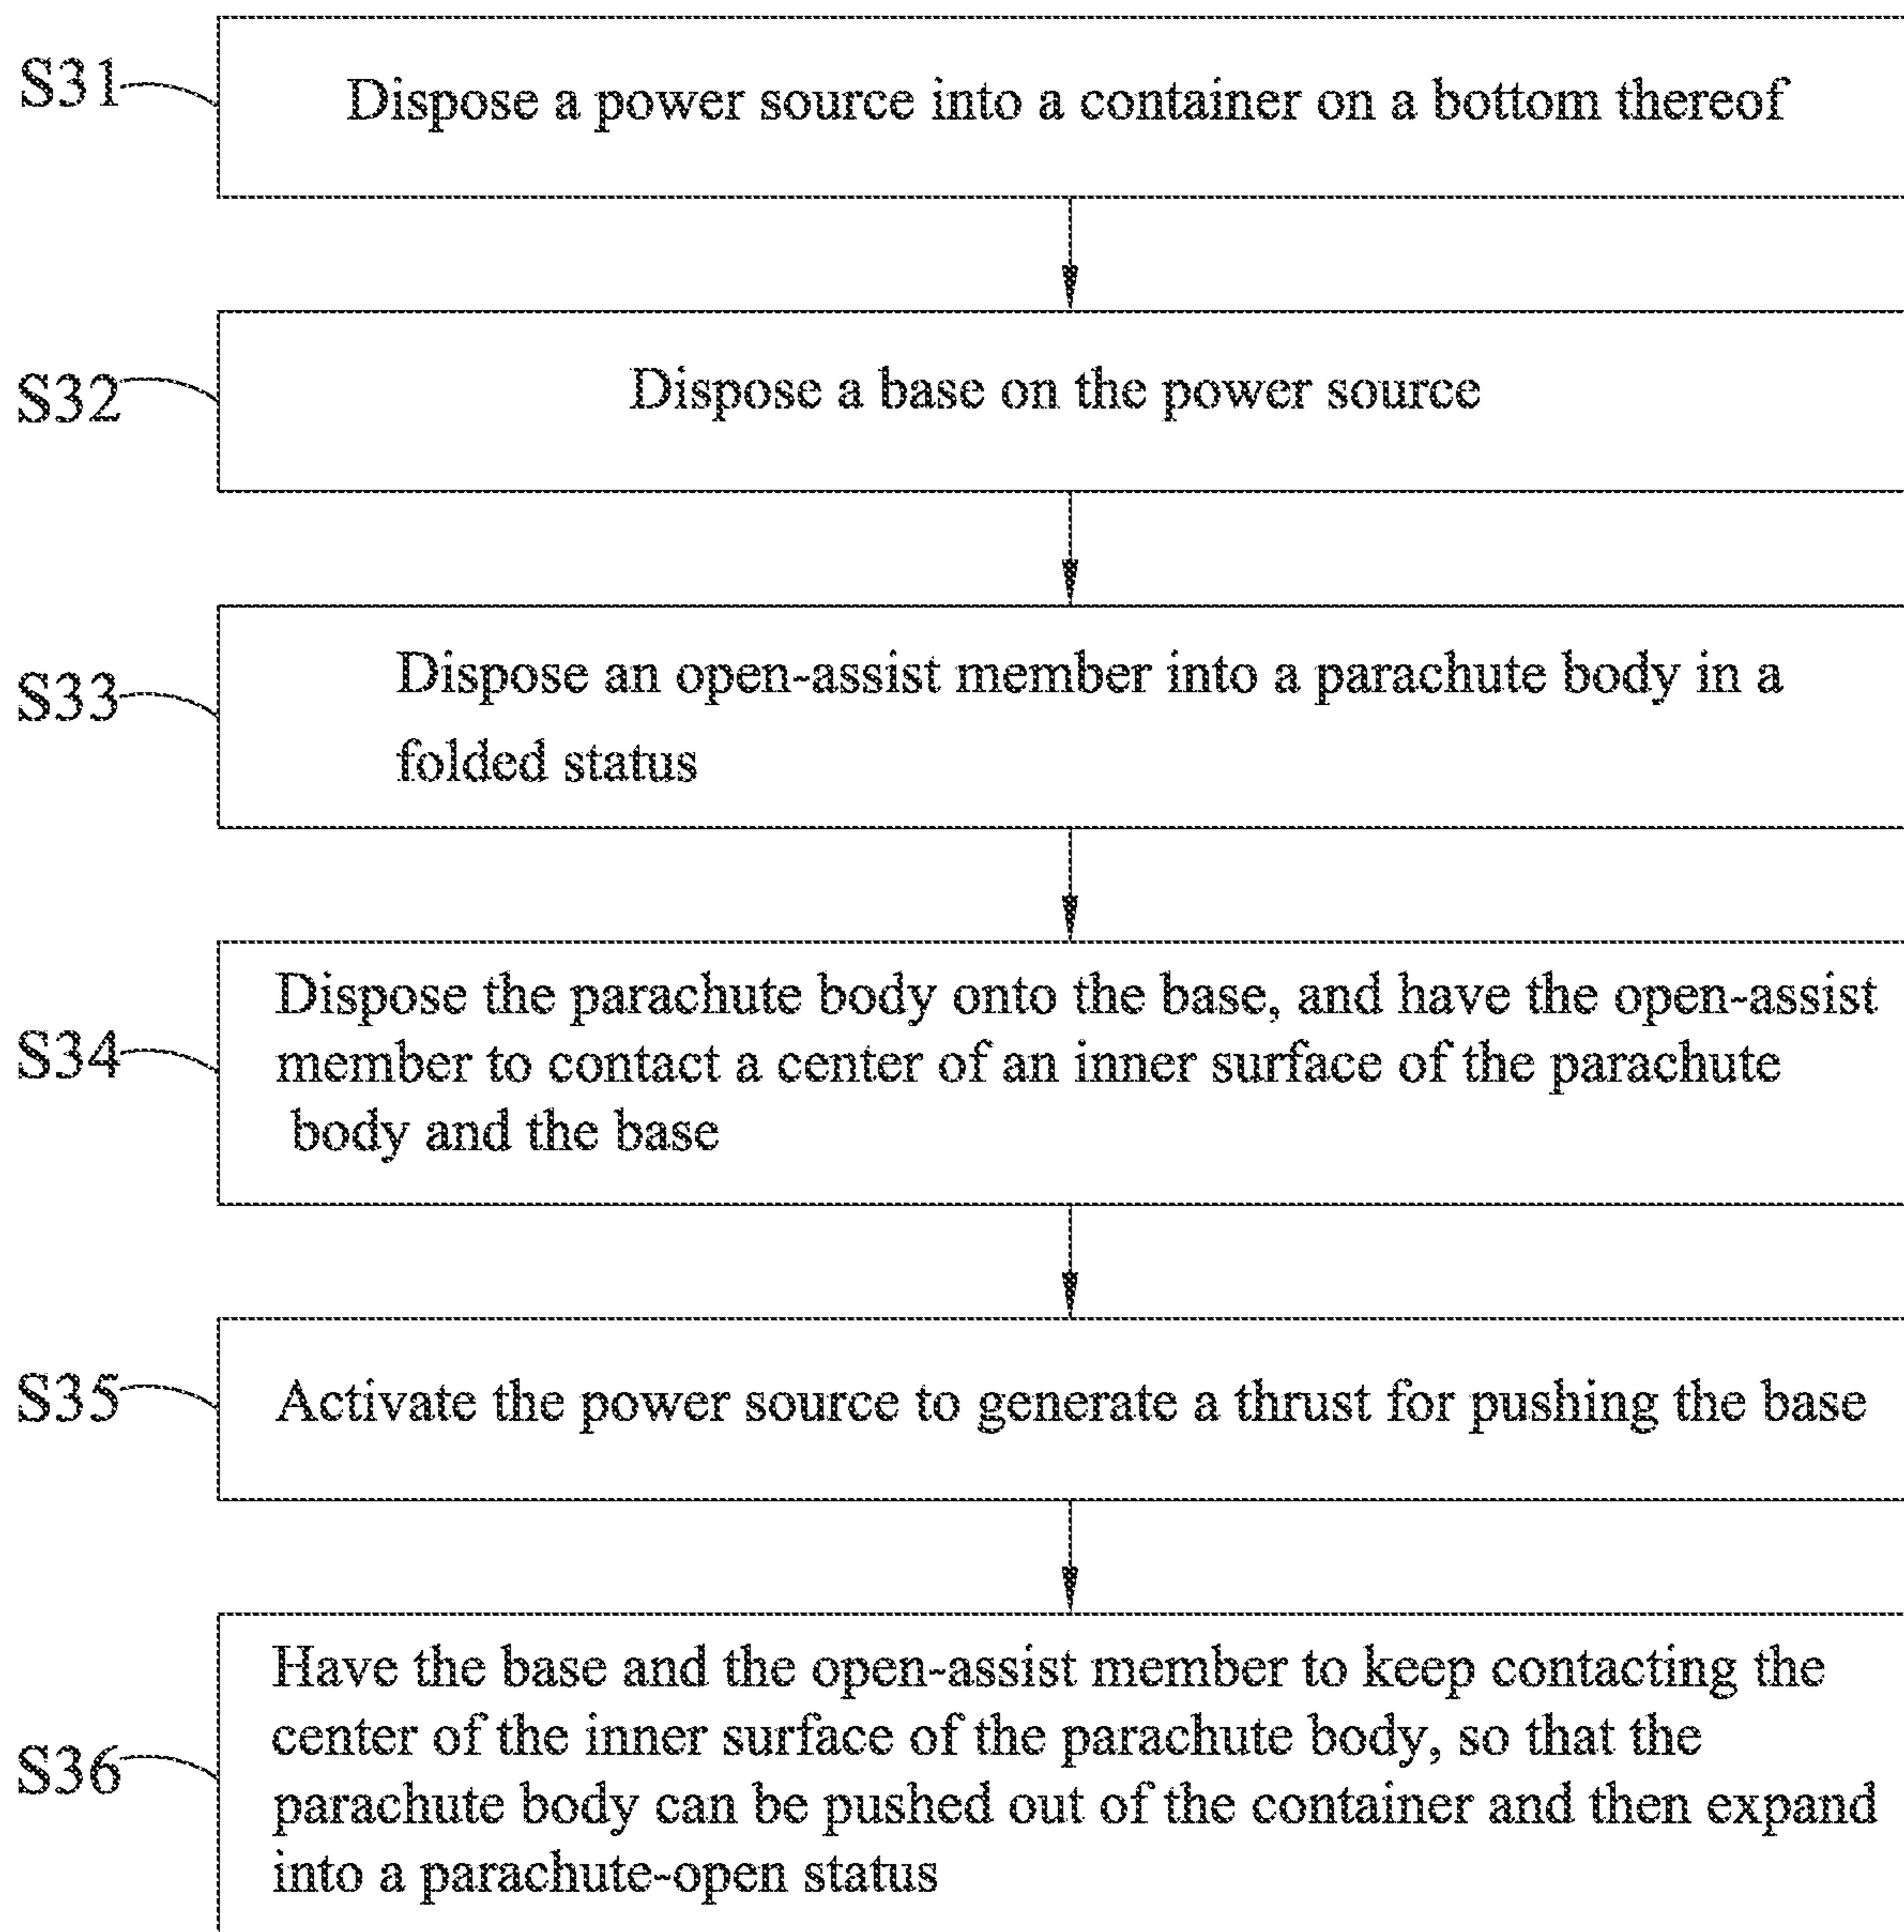 S31
Dispose a power source into a container on a bottom thereof
S32
Dispose a base on the power source
S33
Dispose an open-assist member into a parachute body in a
folded status
S34
Dispose the parachute body onto the base, and have the open-assist
member to contact a center of an inner surface of the parachute
body and the base
S35
Activate the power source to generate a thrust for pushing the base
S36
Have the base and the open-assist member to keep contacting the
center of the inner surface of the parachute body, so that the
parachute body can be pushed out of the container and then expand
into a parachute-open status